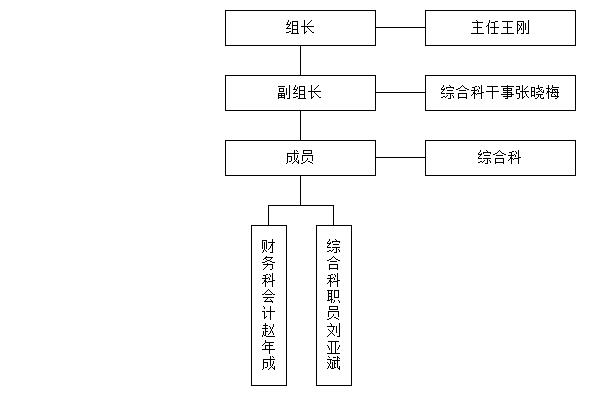 组长
主任王刚
副组长
综合科干事张晓梅
成员
综合科
财务科会计赵年成
综合科职员刘亚斌